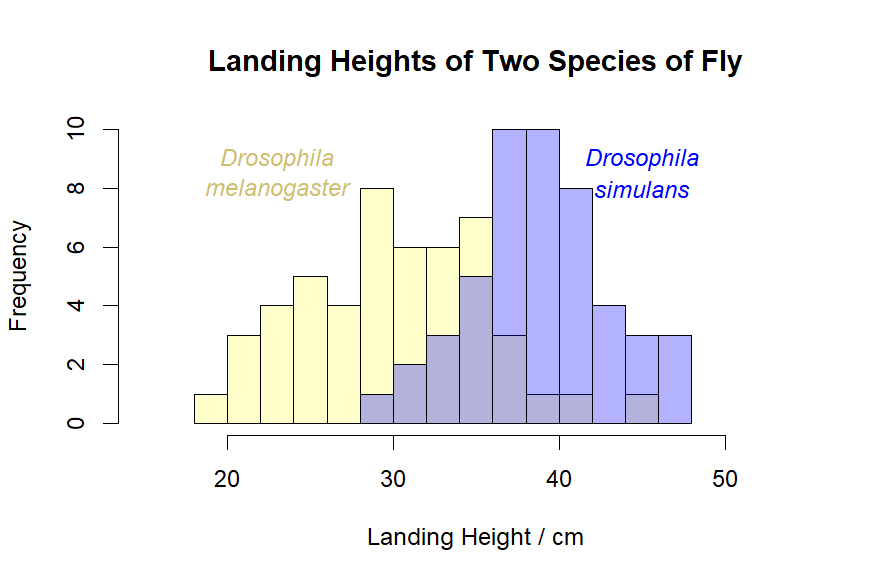 Landing Heights of Two Species of Fly
Drosophila
melanogaster
Drosophila
simulans
Frequency
10
8
6
4
2
0
20 30 40 50
Landing Height / cm